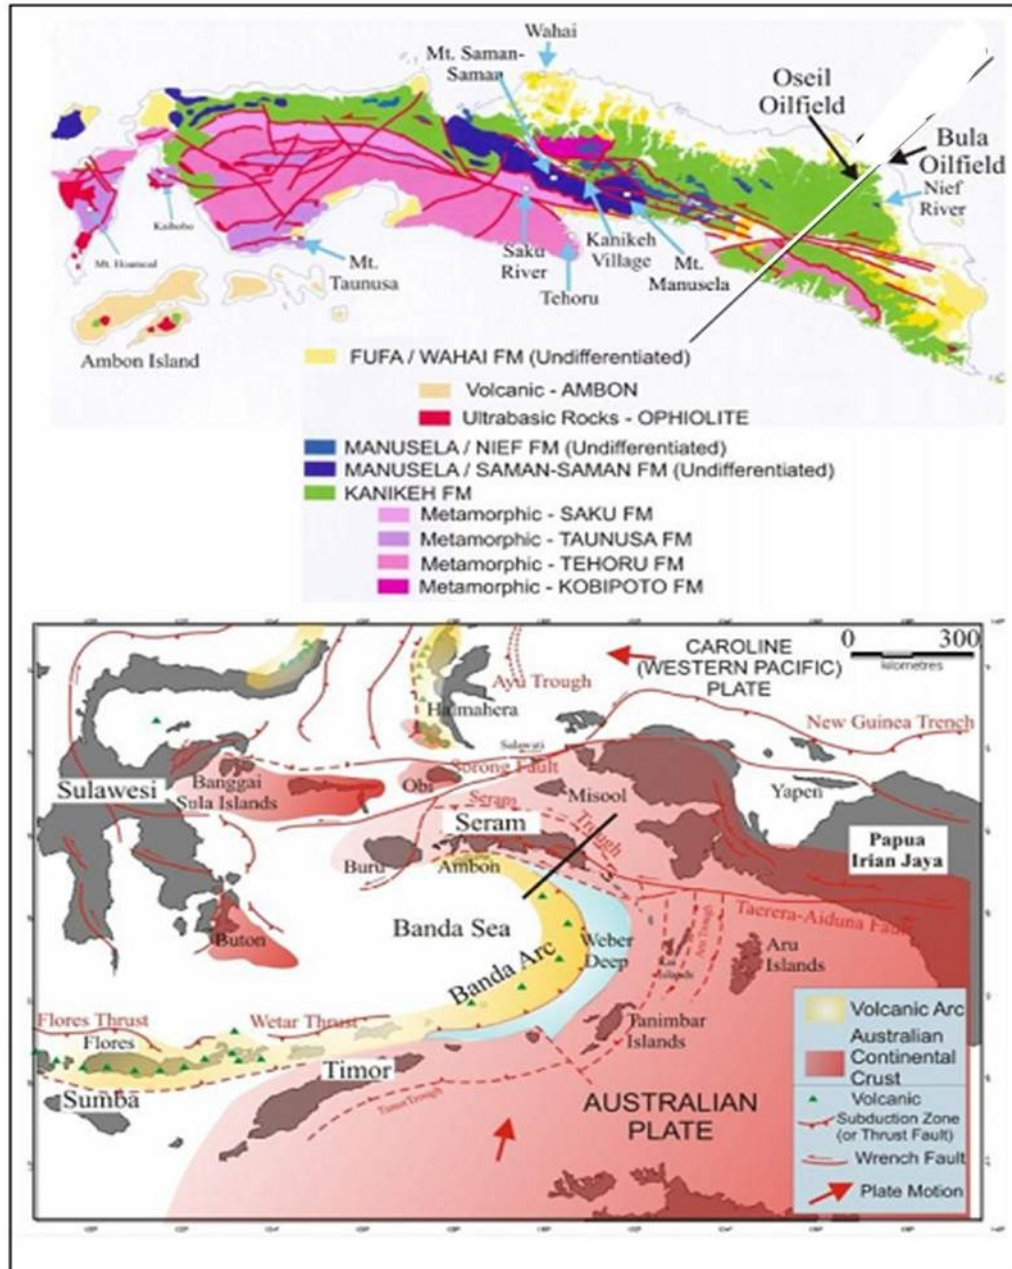 Wahai
Mt. Saman-
Saman
Oseil
Oilfield
Bula
Oilfield
Nief
River
Kaibobo
Mt. Hoamoal
Mt.
Taunusa
Saku
River
Tehoru
Kanikeh
Village
Mt.
Manusela
Ambon Island
FUFA / WAHAI FM (Undifferentiated)
Volcanic - AMBON
Ultrabasic Rocks - OPHIOLITE
MANUSELA / NIEF FM (Undifferentiated)
MANUSELA / SAMAN-SAMAN FM (Undifferentiated)
KANIKEH FM
Metamorphic - SAKU FM
Metamorphic - TAUNUSA FM
Metamorphic - TEHORU FM
Metamorphic - KOBIPOTO FM
0 300
kilometres
CAROLINE
(WESTERN PACIFIC)
PLATE
Ayu Trough
Halmahera
New Guinea Trench
Salawati
Sorong Fault
Banggai
Sula Islands
Sulawesi
Obi
Misool
Yapen
Seram
Trough
Seram
Papua
Irian Jaya
Buru
Ambon
Banda Sea
Buton
Weber
Deep
Banda Arc
Taerera-Aiduna Fault
Aru Trough
Kai
Islands
Aru
Islands
Tanimbar
Islands
Flores Thrust
Flores
Wetar Thrust
Timor
Sumba
Timor Trough
AUSTRALIAN
PLATE
Volcanic Arc
Australian
Continental
Crust
Volcanic
Subduction Zone
(or Thrust Fault)
Wrench Fault
Plate Motion